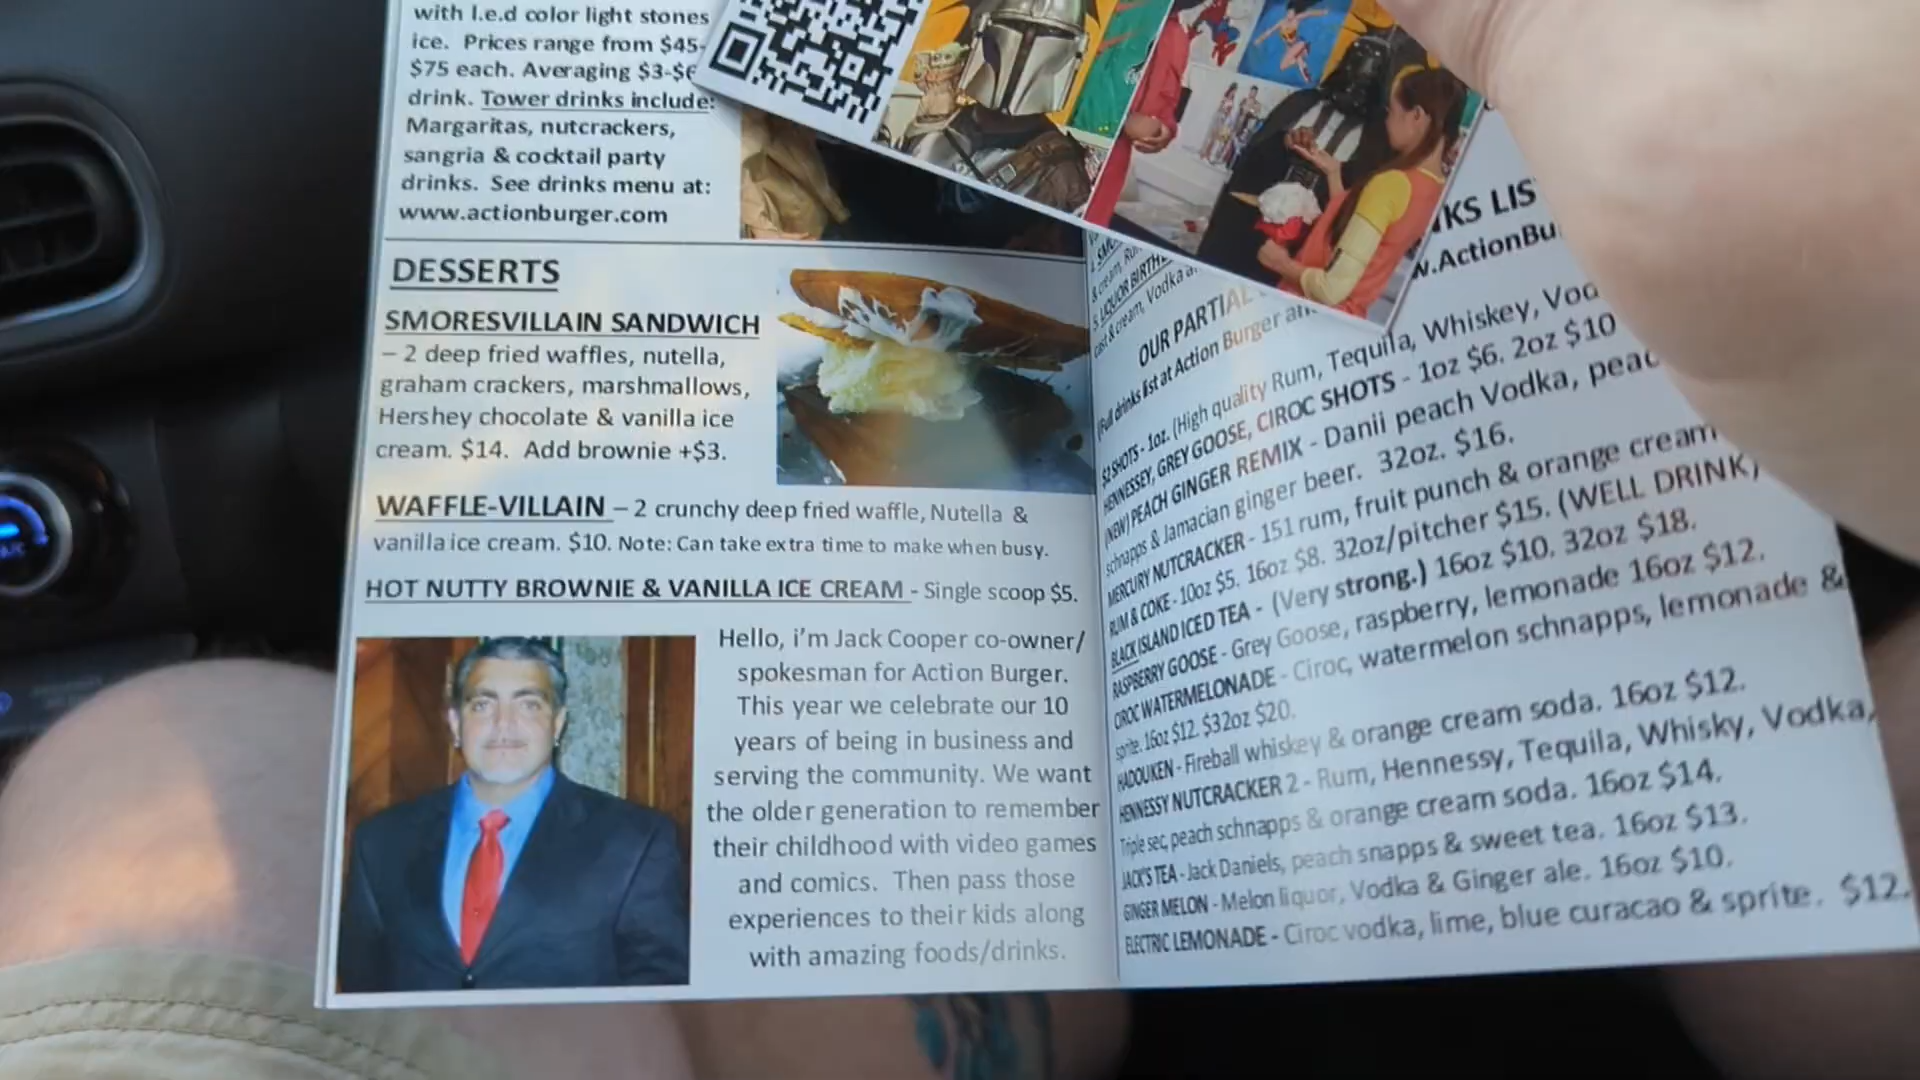 with l.e.d color light stones
ice. Prices range from $45-
$75 each. Averaging $3-$6
drink. Tower drinks include:
Margaritas, nutcrackers,
sangria & cocktail party
drinks. See drinks menu at:
www.actionburger.com
DESSERTS
SMORESVILLAIN SANDWICH
– 2 deep fried waffles, nutella,
graham crackers, marshmallows,
Hershey chocolate & vanilla ice
cream. $14. Add brownie +$3.
WAFFLE-VILLAIN – 2 crunchy deep fried waffle, Nutella &
vanilla ice cream. $10. Note: Can take extra time to make when busy.
HOT NUTTY BROWNIE & VANILLA ICE CREAM - Single scoop $5.
Hello, i'm Jack Cooper co-owner/
spokesman for Action Burger.
This year we celebrate our 10
years of being in business and
serving the community. We want
the older generation to remember
their childhood with video games
and comics. Then pass those
experiences to their kids along
with amazing foods/drinks.
& cream, Vodka
OUR PARTIAL
KS LIS
(Full drinks list at Action Burger
w.ActionBu
$2 SHOTS - 1oz. (High quality Rum, Tequila, Whiskey, Vod
HENNESSEY, GREY GOOSE, CIROC SHOTS - 1oz $6. 2oz $10
(NEW) PEACH GINGER REMIX - Danii peach Vodka, peac
schnapps & Jamacian ginger beer. 32oz. $16.
MERCURY NUTCRACKER - 151 rum, fruit punch & orange cream
RUM & COKE - 10oz $5. 16oz $8. 32oz/pitcher $15. (WELL DRINK)
BLACK ISLAND ICED TEA - (Very strong.) 16oz $10. 32oz $18.
RASPBERRY GOOSE - Grey Goose, raspberry, lemonade 16oz $12.
CIROC WATERMELONADE - Ciroc, watermelon schnapps, lemonade &
sprite. 16oz $12. $32oz $20.
HADOUKEN - Fireball whiskey & orange cream soda. 16oz $12.
HENNESSY NUTCRACKER 2 - Rum, Hennessy, Tequila, Whisky, Vodka,
Triple sec, peach schnapps & orange cream soda. 16oz $14.
JACK'S TEA - Jack Daniels, peach snapps & sweet tea. 16oz $13.
GINGER MELON - Melon liquor, Vodka & Ginger ale. 16oz $10.
ELECTRIC LEMONADE - Ciroc vodka, lime, blue curacao & sprite. $12.